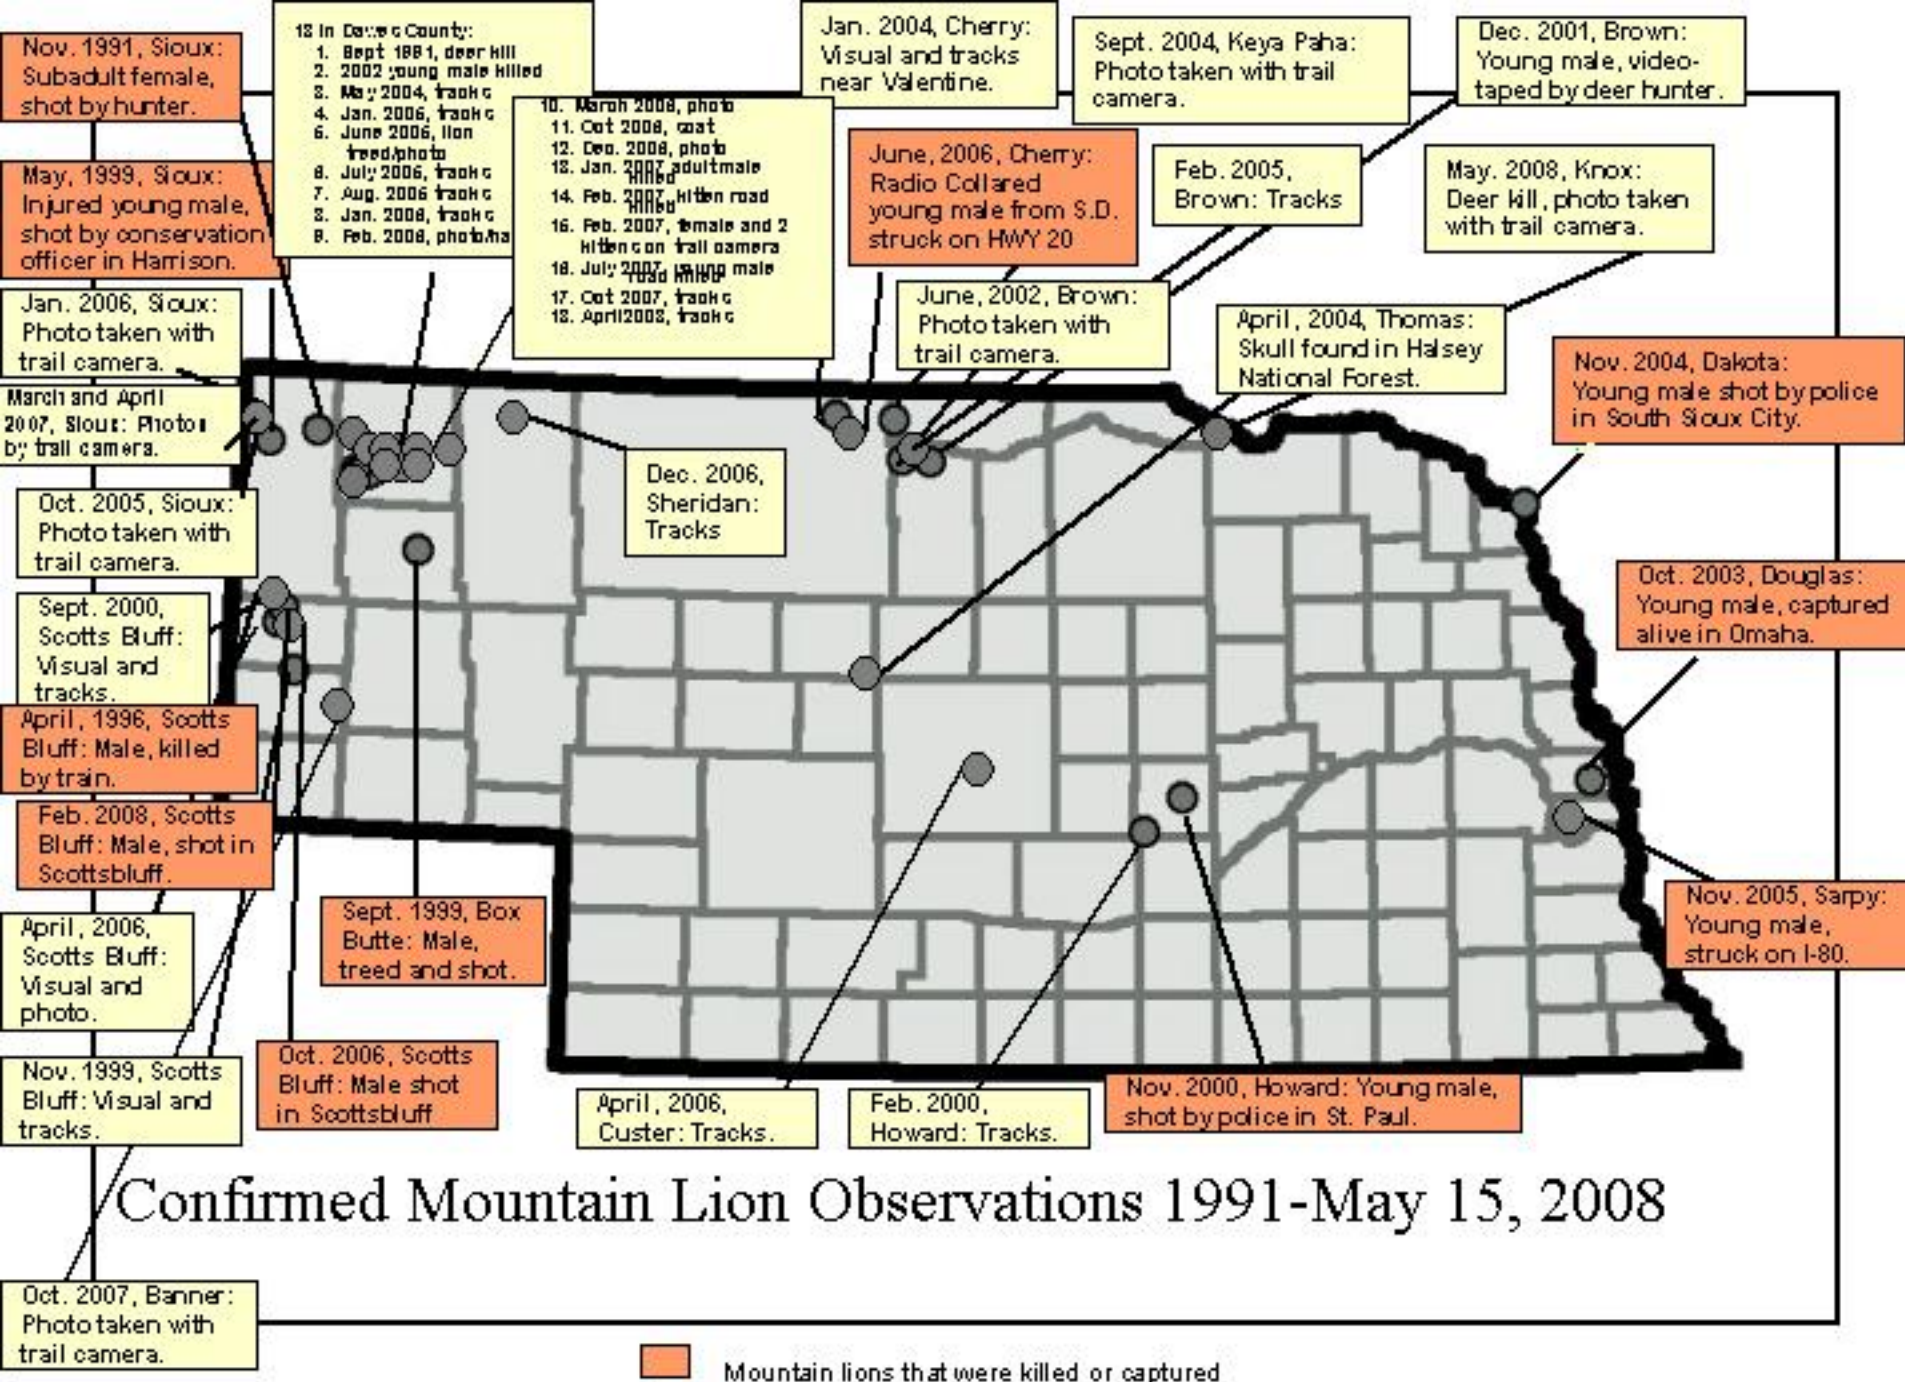 Nov. 1991, Sioux:
Subadult female,
shot by hunter.
May, 1999, Sioux:
Injured young male,
shot by conservation
officer in Harrison.
Jan. 2006, Sioux:
Photo taken with
trail camera.
March and April
2007, Sioux: Photos
by trail camera.
Oct. 2005, Sioux:
Photo taken with
trail camera.
Sept. 2000,
Scotts Bluff:
Visual and
tracks.
April, 1996, Scotts
Bluff: Male, killed
by train.
Feb. 2008, Scotts
Bluff: Male, shot in
Scottsbluff.
April, 2006,
Scotts Bluff:
Visual and
photo.
Nov. 1999, Scotts
Bluff: Visual and
tracks.
Oct. 2007, Banner:
Photo taken with
trail camera.
18 in Dawes County:
1. Sept 1991, deer kill
2. 2002 young male killed
3. May 2004, tracks
4. Jan. 2006, tracks
5. June 2006, lion
treed/photo
6. July 2006, tracks
7. Aug. 2006 tracks
8. Jan. 2006, tracks
9. Feb. 2006, photo/ha
10. March 2006, photo
11. Oct 2006,
12. Dec. 2006, photo
13. Jan. 2007, adult male
killed
14. Feb. 2007, kitten road
killed
15. Feb. 2007, female and 2
kittens on trail camera
16. July 2007, young male
road killed
17. Oct 2007, tracks
18. April 2008, tracks
Jan. 2004, Cherry:
Visual and tracks
near Valentine.
June, 2006, Cherry:
Radio Collared
young male from S.D.
struck on HWY 20
Sept. 2004, Keya Paha:
Photo taken with trail
camera.
Dec. 2001, Brown:
Young male, video-
taped by deer hunter.
Feb. 2005,
Brown: Tracks
May. 2008, Knox:
Deer kill, photo taken
with trail camera.
June, 2002, Brown:
Photo taken with
trail camera.
April, 2004, Thomas:
Skull found in Halsey
National Forest.
Nov. 2004, Dakota:
Young male shot by police
in South Sioux City.
Dec. 2006,
Sheridan:
Tracks
Oct. 2003, Douglas:
Young male, captured
alive in Omaha.
Nov. 2005, Sarpy:
Young male,
struck on I-80.
Sept. 1999, Box
Butte: Male,
treed and shot.
Oct. 2006, Scotts
Bluff: Male shot
in Scottsbluff
April, 2006,
Custer: Tracks.
Feb. 2000,
Howard: Tracks.
Nov. 2000, Howard: Young male,
shot by police in St. Paul.
Confirmed Mountain Lion Observations 1991-May 15, 2008
Mountain lions that were killed or captured